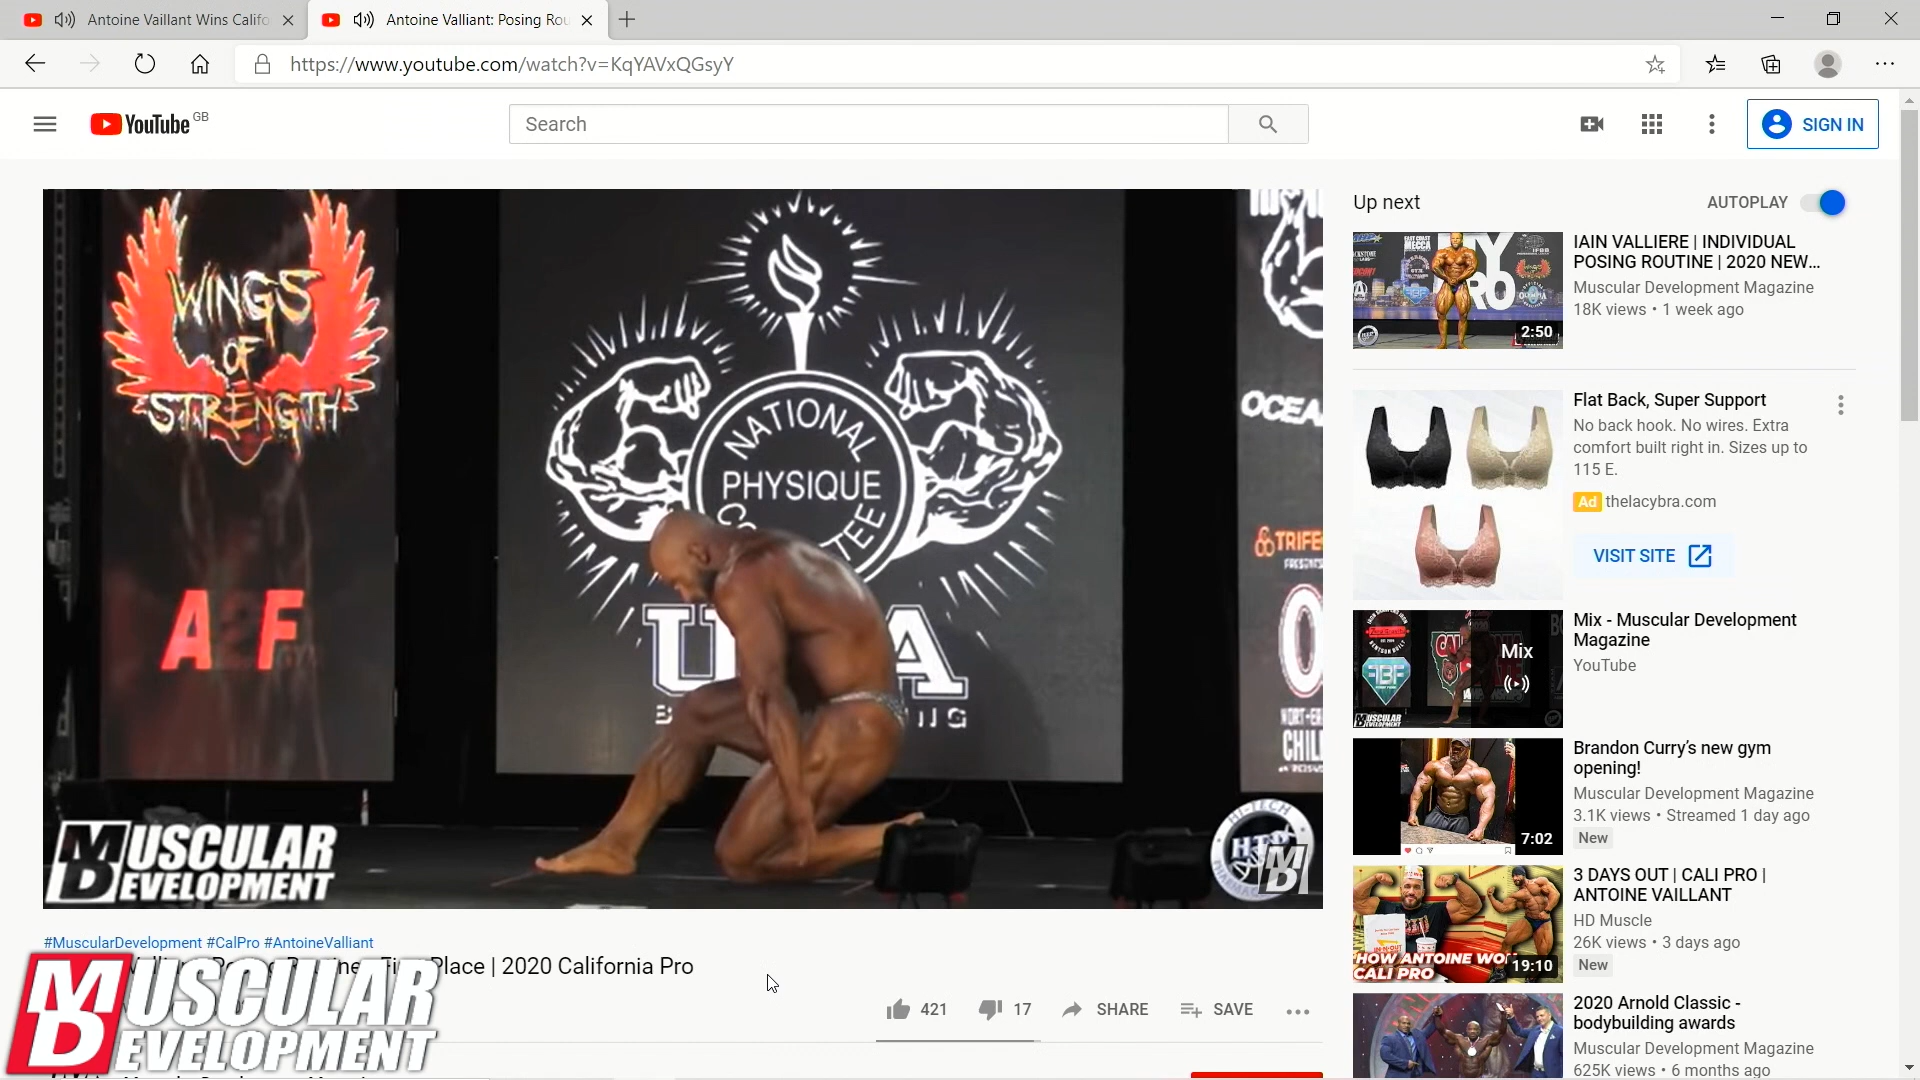 Antoine Vaillant Wins Califo
Antoine Valliant: Posing Rou
https://www.youtube.com/watch?v=KqYAVxQGsyY
YouTube GB
Search
SIGN IN
WINGS
OF
STRENGTH
A F
NATIONAL
PHYSIQUE
TEE
OCEA
TRIFE
CHIL
MUSCULAR
DEVELOPMENT
#MuscularDevelopment #CalPro #AntoineValliant
Place | 2020 California Pro
421
17
SHARE
SAVE
MUSCULAR
DEVELOPMENT
Up next
AUTOPLAY
IAIN VALLIERE | INDIVIDUAL
POSING ROUTINE | 2020 NEW...
Muscular Development Magazine
18K views • 1 week ago
2:50
Flat Back, Super Support
No back hook. No wires. Extra
comfort built right in. Sizes up to
115 E.
Ad thelacybra.com
VISIT SITE
Mix - Muscular Development
Magazine
YouTube
Mix
MUSCULAR
DEVELOPMENT
Brandon Curry's new gym
opening!
Muscular Development Magazine
3.1K views • Streamed 1 day ago
New
7:02
3 DAYS OUT | CALI PRO |
ANTOINE VAILLANT
HD Muscle
26K views • 3 days ago
New
HOW ANTOINE WO
CALI PRO
19:10
2020 Arnold Classic -
bodybuilding awards
Muscular Development Magazine
625K views • 6 months ago